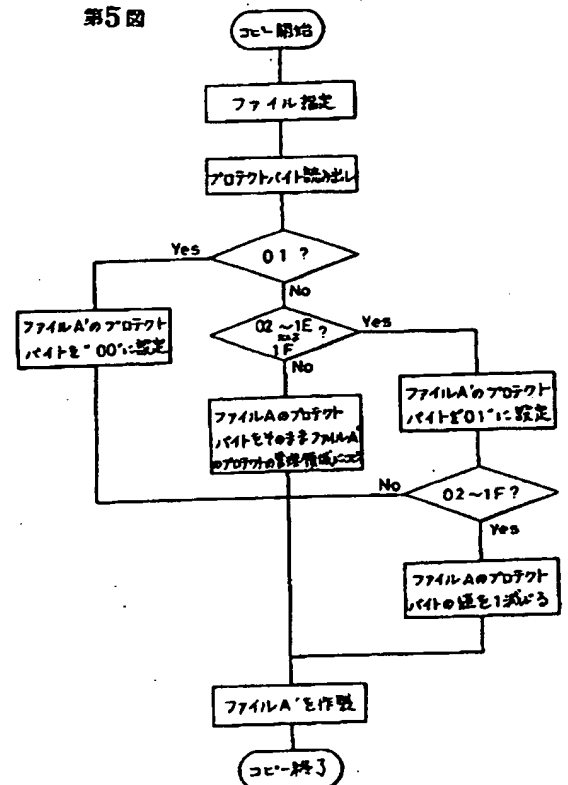 第5図
コピー開始
ファイル指定
プロテクトバイト読み出し
01 ?
Yes
No
02 ~1E
または
1F
?
Yes
No
ファイルA'のプロテクト
バイトを"00"に設定
ファイルA'のプロテクト
バイトを"01"に設定
ファイルAのプロテクト
バイトをそのままファイルA'
のプロテクトの管理領域にコピー
02~1F ?
No
Yes
ファイルAのプロテクト
バイトの値を1減じる
ファイルA'を作製
コピー終了